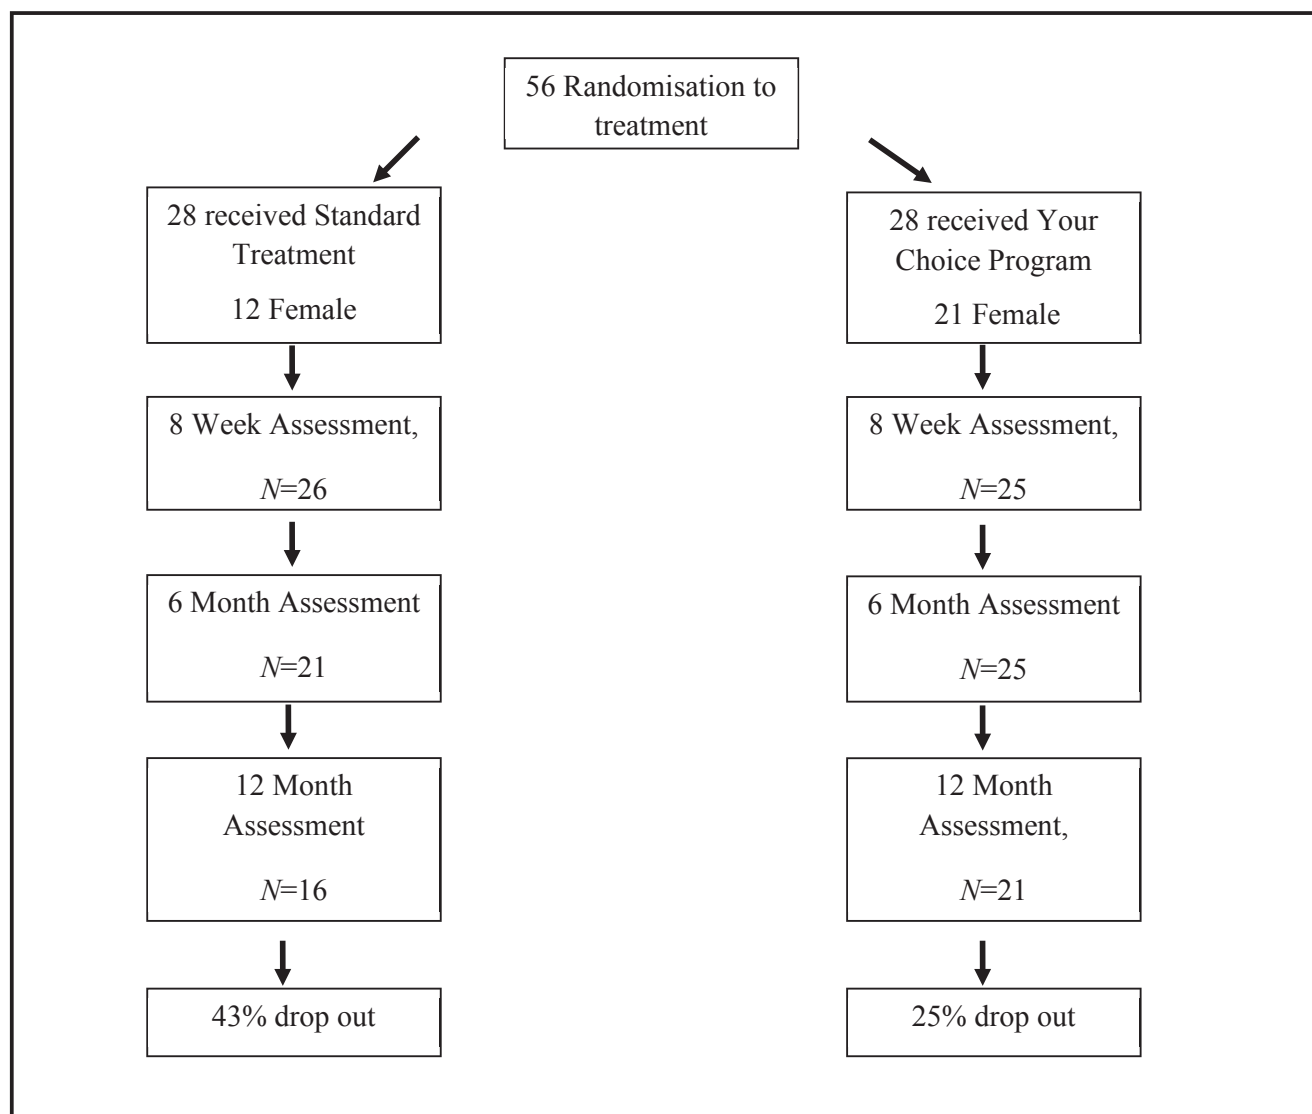 56 Randomisation to
treatment
28 received Standard
Treatment
12 Female
28 received Your
Choice Program
21 Female
8 Week Assessment,
N=26
8 Week Assessment,
N=25
6 Month Assessment
N=21
6 Month Assessment
N=25
12 Month
Assessment
N=16
12 Month
Assessment,
N=21
43% drop out
25% drop out